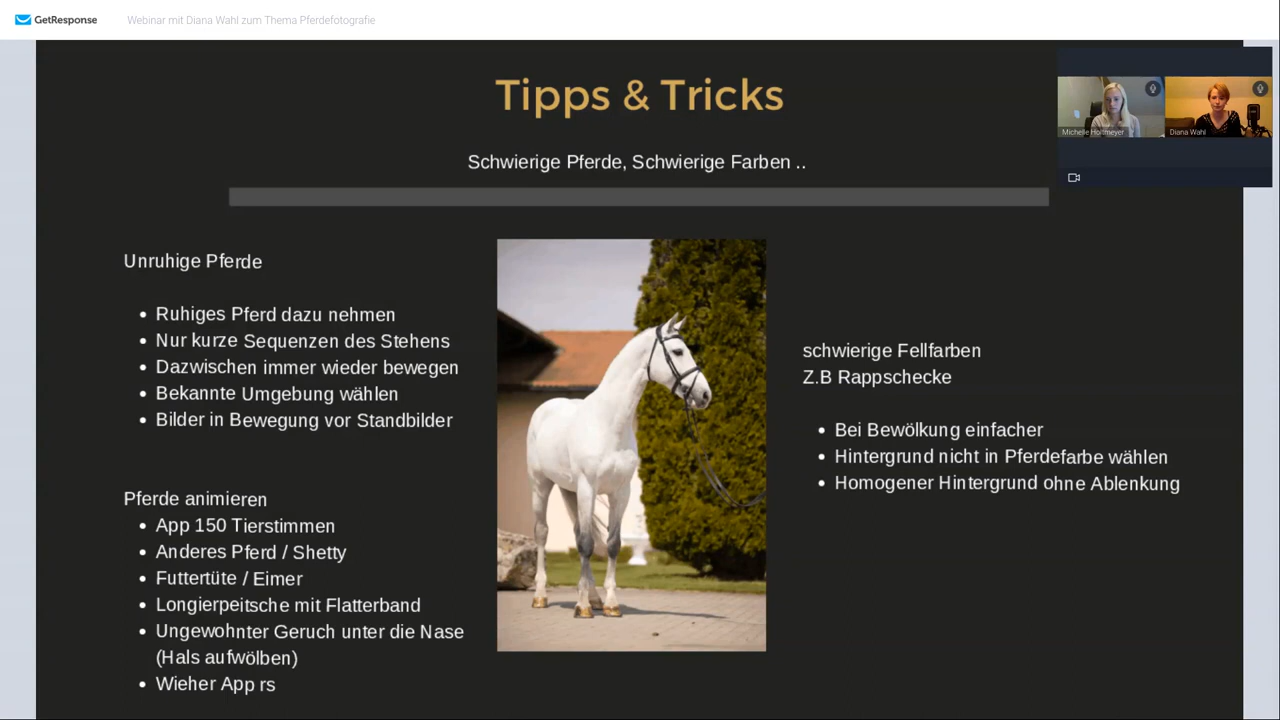 GetResponse
Webinar mit Diana Wahl zum Thema Pferdefotografie
Tipps & Tricks
Schwierige Pferde, Schwierige Farben ..
Michelle Holtmeyer
Diana Wahl
Unruhige Pferde
• Ruhiges Pferd dazu nehmen
• Nur kurze Sequenzen des Stehens
• Dazwischen immer wieder bewegen
• Bekannte Umgebung wählen
• Bilder in Bewegung vor Standbilder
Pferde animieren
• App 150 Tierstimmen
• Anderes Pferd / Shetty
• Futtertüte / Eimer
• Longierpeitsche mit Flatterband
• Ungewohnter Geruch unter die Nase
(Hals aufwölben)
• Wieher App rs
schwierige Fellfarben
Z.B Rappschecke
• Bei Bewölkung einfacher
• Hintergrund nicht in Pferdefarbe wählen
• Homogener Hintergrund ohne Ablenkung